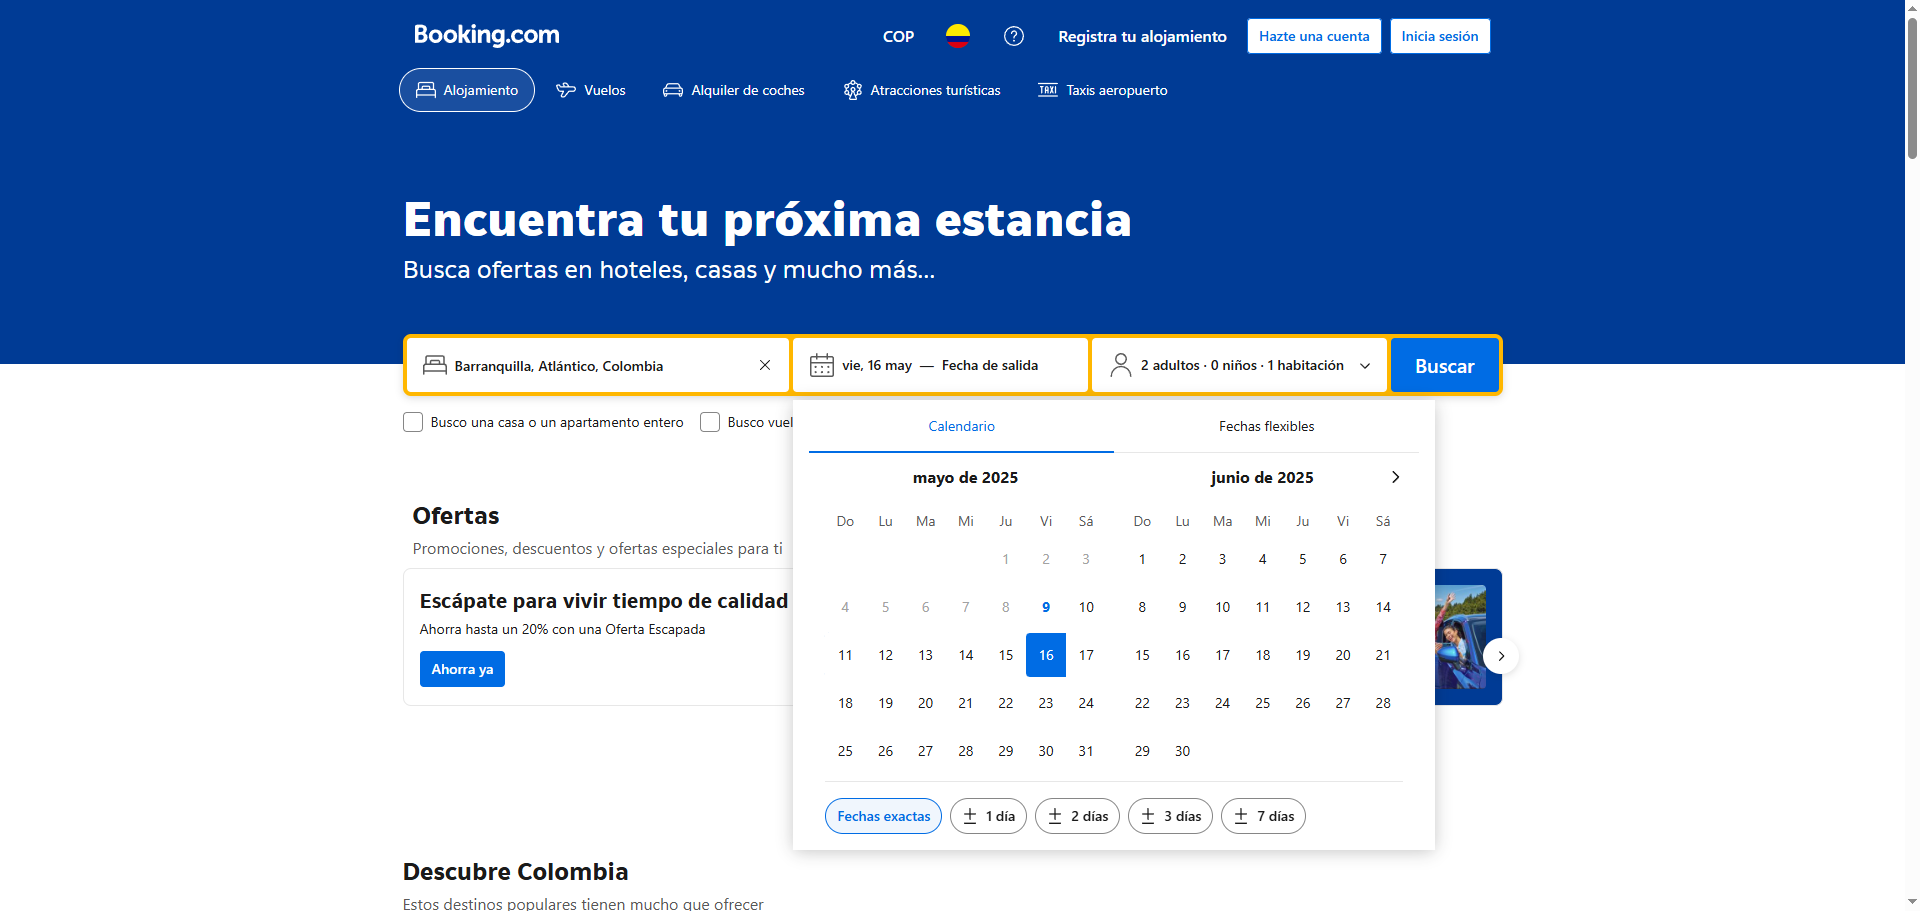 Booking.com
COP
Registra tu alojamiento
Hazte una cuenta
Inicia sesión
Alojamiento
Vuelos
Alquiler de coches
Atracciones turísticas
TAXI
Taxis aeropuerto
Encuentra tu próxima estancia
Busca ofertas en hoteles, casas y mucho más...
Barranquilla, Atlántico, Colombia
vie, 16 may — Fecha de salida
2 adultos · 0 niños · 1 habitación
Buscar
Busco una casa o un apartamento entero
Busco vuel
Calendario
Fechas flexibles
mayo de 2025
Do Lu Ma Mi Ju Vi Sá
1 2 3
4 5 6 7 8 9 10
11 12 13 14 15 16 17
18 19 20 21 22 23 24
25 26 27 28 29 30 31
junio de 2025
Do Lu Ma Mi Ju Vi Sá
1 2 3 4 5 6 7
8 9 10 11 12 13 14
15 16 17 18 19 20 21
22 23 24 25 26 27 28
29 30
Fechas exactas
± 1 día
± 2 días
± 3 días
± 7 días
Ofertas
Promociones, descuentos y ofertas especiales para ti
Escápate para vivir tiempo de calidad
Ahorra hasta un 20% con una Oferta Escapada
Ahorra ya
Descubre Colombia
Estos destinos populares tienen mucho que ofrecer